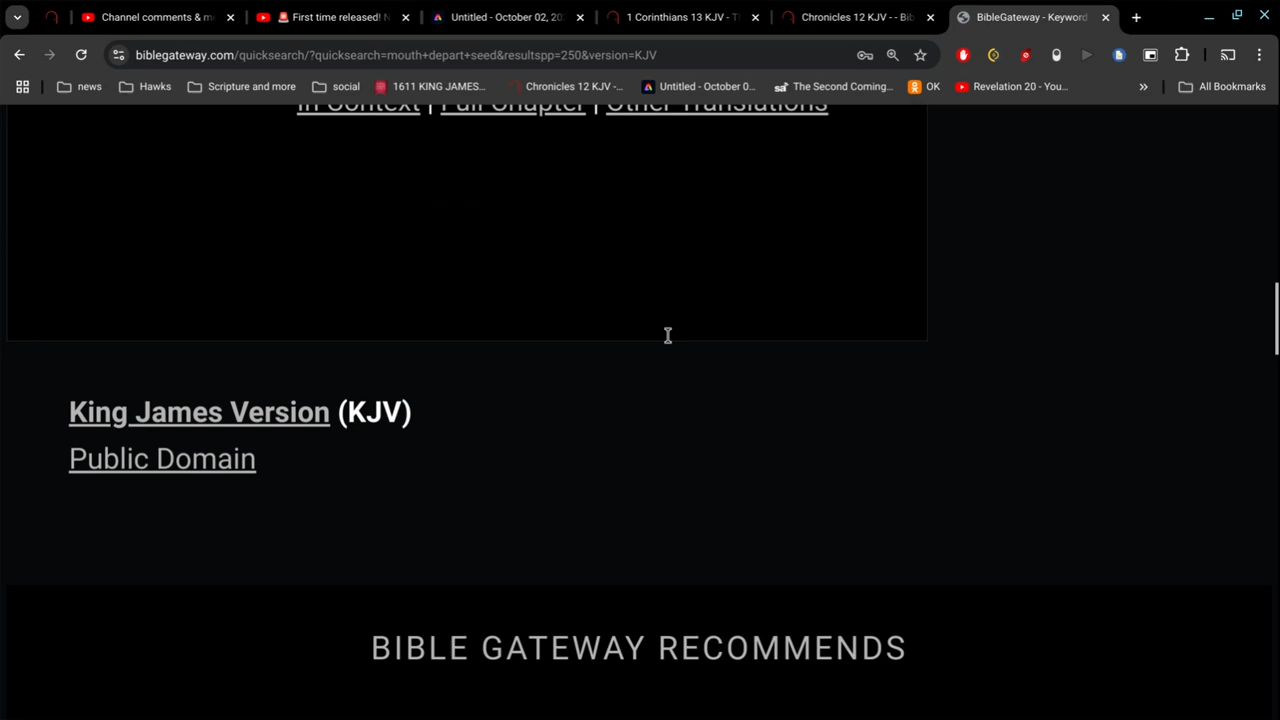 Channel comments & m
First time released! N
Untitled - October 02, 20
1 Corinthians 13 KJV - T
Chronicles 12 KJV - - Bib
BibleGateway - Keyword
biblegateway.com/quicksearch/?quicksearch=mouth+depart+seed&resultspp=250&version=KJV
news
Hawks
Scripture and more
social
1611 KING JAMES...
Chronicles 12 KJV -...
Untitled - October 0...
The Second Coming...
OK
Revelation 20 - You...
»
All Bookmarks
In Context | Full Chapter | Other Translations
King James Version (KJV)
Public Domain
BIBLE GATEWAY RECOMMENDS